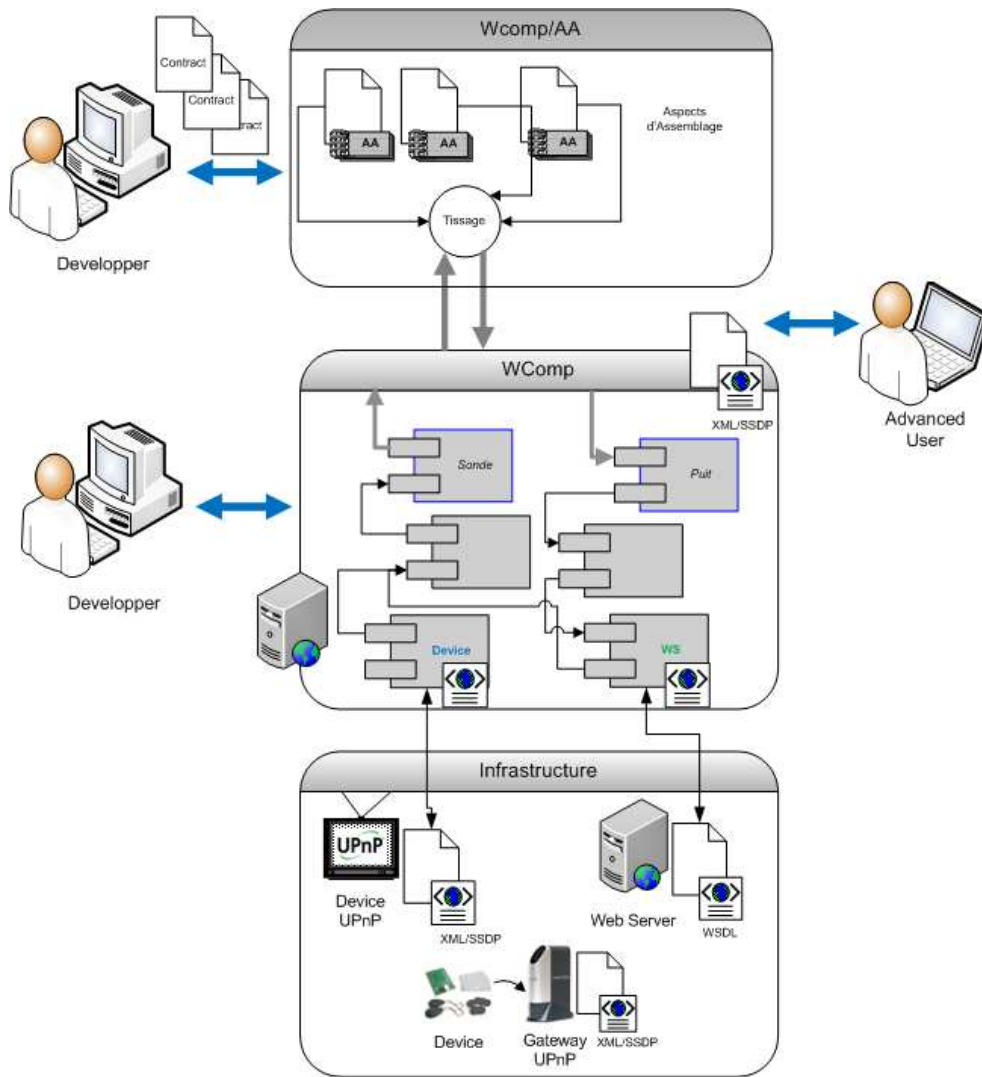 Wcomp/AA
Contract
Contract
ntract
AA
AA
AA
Aspects
d'Assemblage
Tissage
Developper
WComp
XML/SSDP
Advanced
User
Sonde
Puit
Developper
Device
WS
Infrastructure
UPnP
Device
UPnP
XML/SSDP
Web Server
WSDL
Device
Gateway
UPnP
XML/SSDP